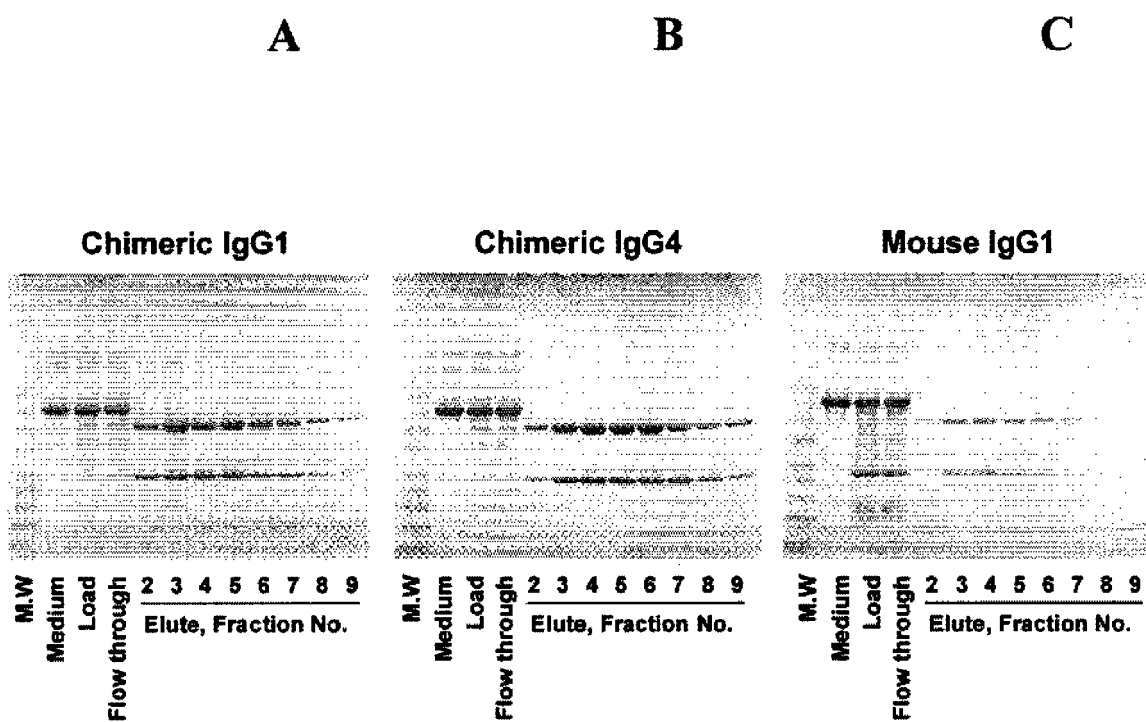 A B C
Chimeric IgG1 Chimeric IgG4 Mouse IgG1
M.W
Medium
Load
Flow through
2 3 4 5 6 7 8 9
Elute, Fraction No.
M.W
Medium
Load
Flow through
2 3 4 5 6 7 8 9
Elute, Fraction No.
M.W
Medium
Load
Flow through
2 3 4 5 6 7 8 9
Elute, Fraction No.